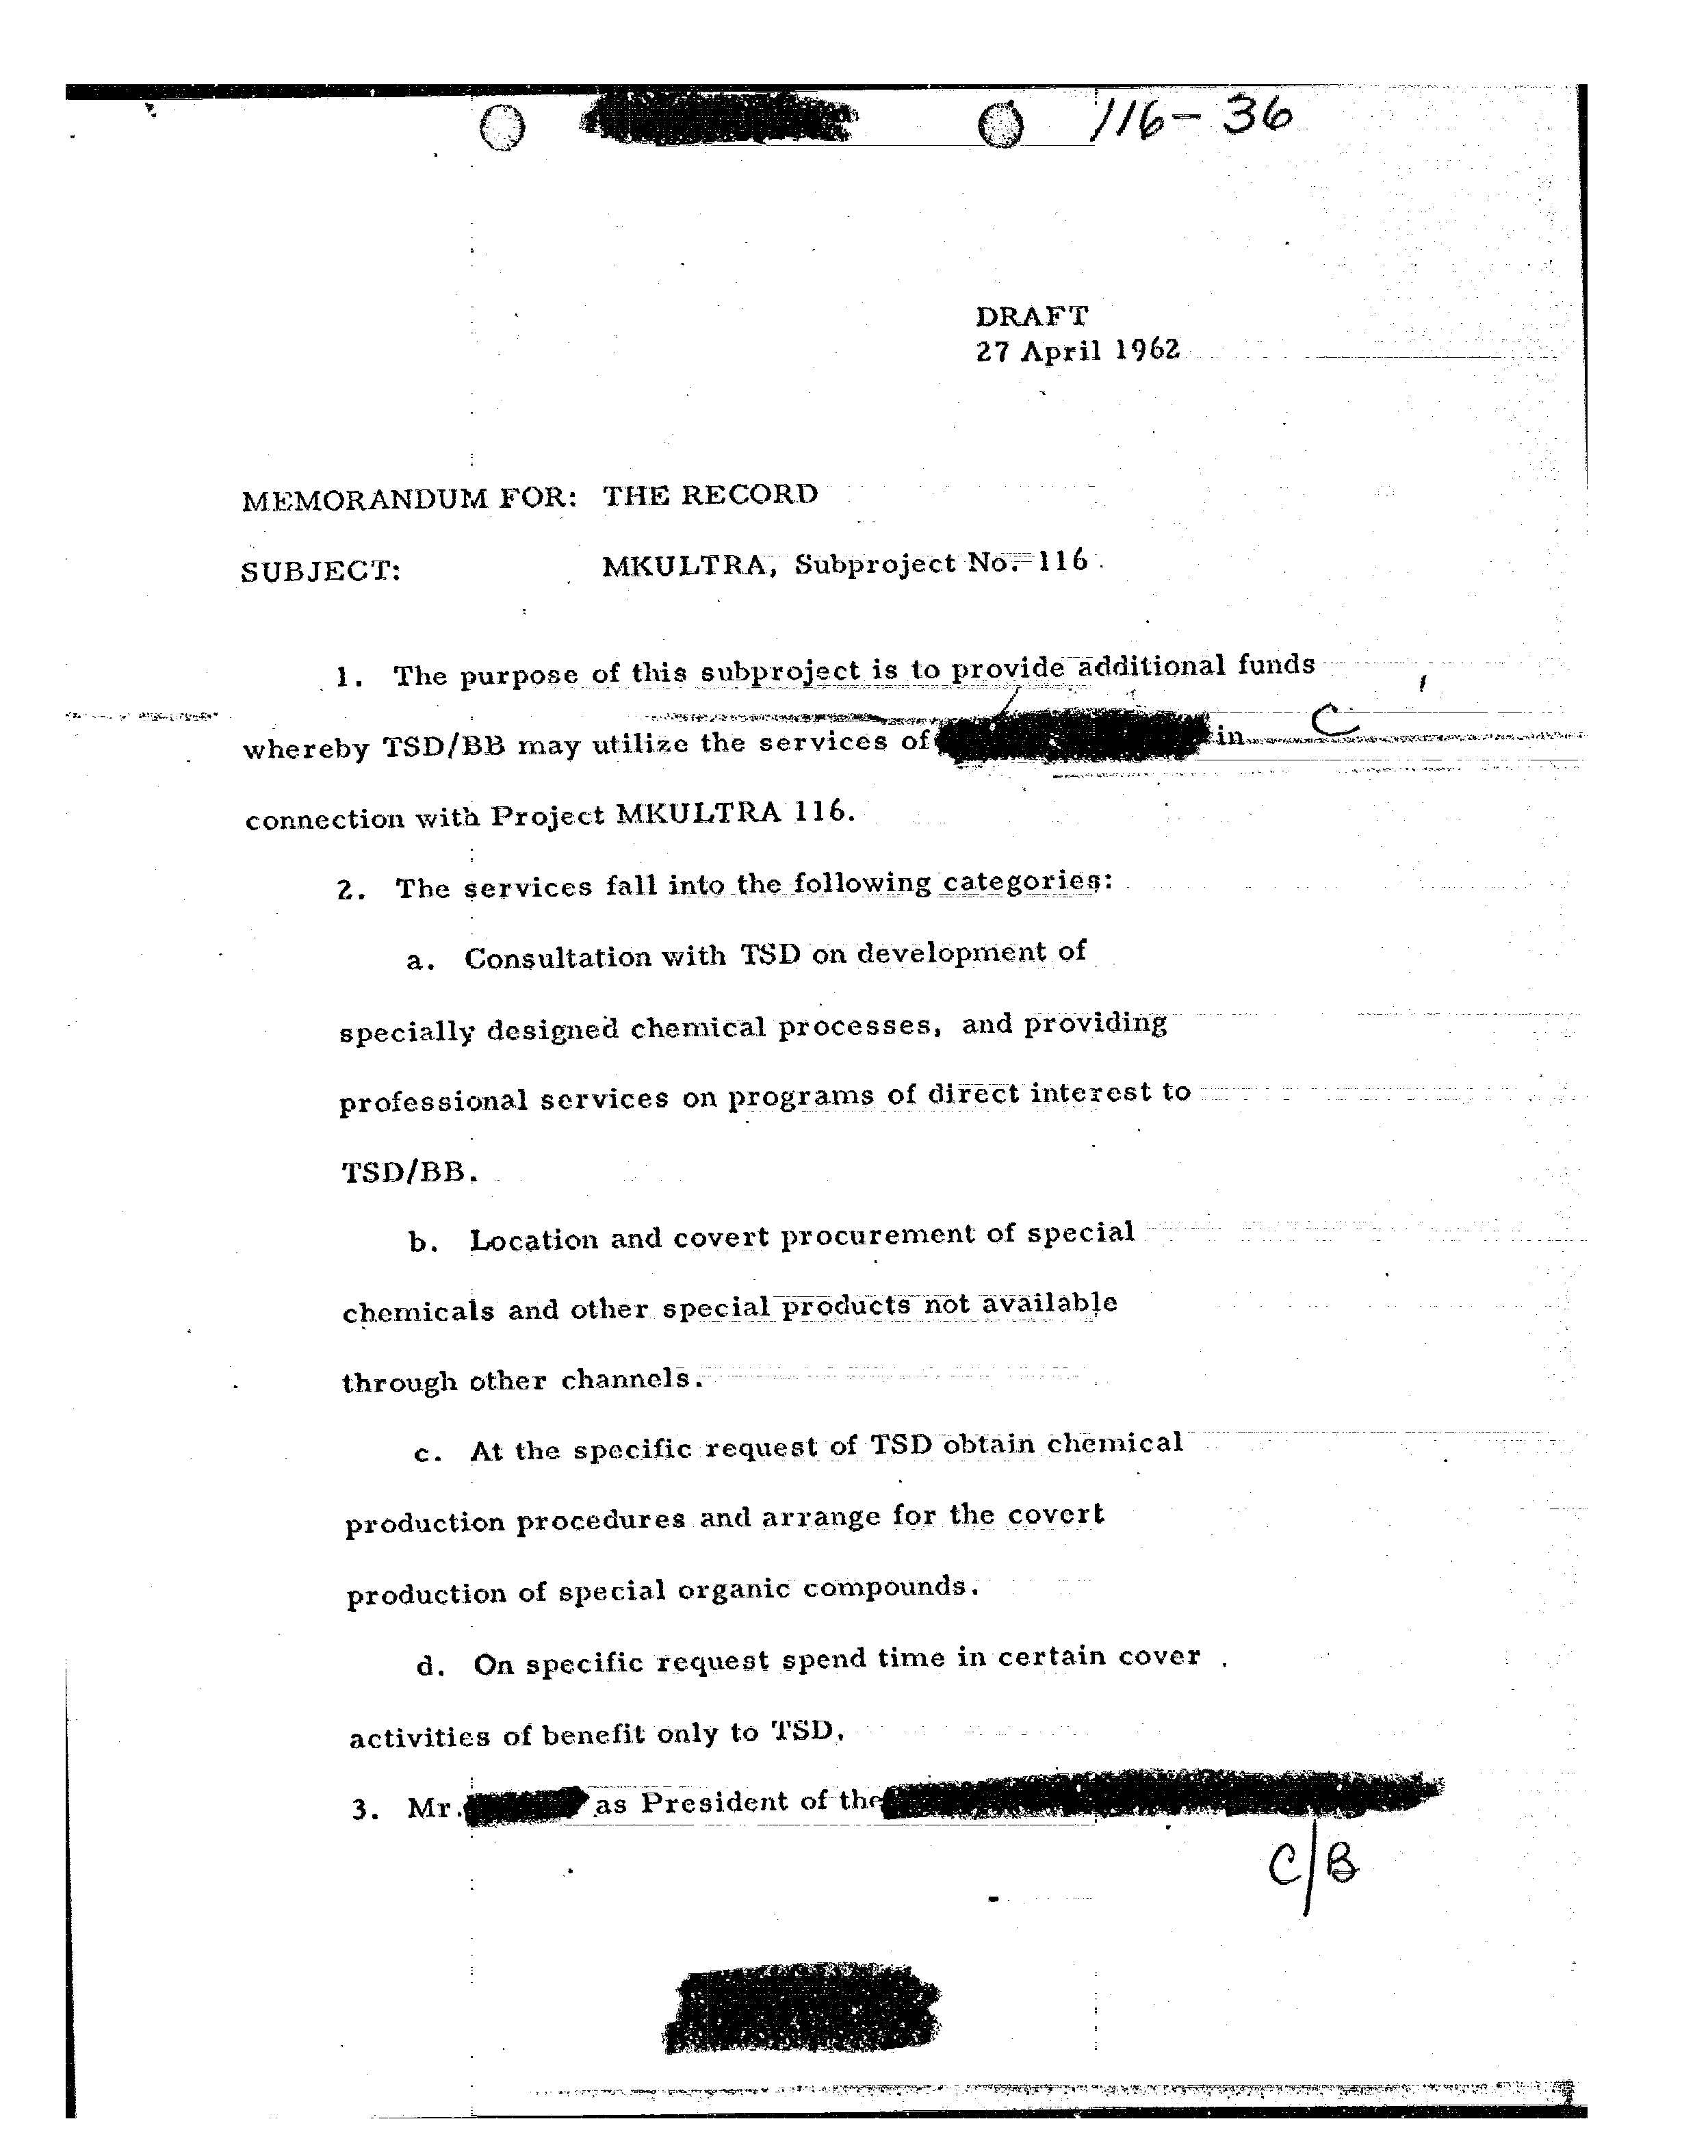 116-36
DRAFT
27 April 1962
MEMORANDUM FOR: THE RECORD
SUBJECT: MKULTRA, Subproject No. 116
1. The purpose of this subproject is to provide additional funds
whereby TSD/BB may utilize the services of in C
connection with Project MKULTRA 116.
2. The services fall into the following categories:
a. Consultation with TSD on development of
specially designed chemical processes, and providing
professional services on programs of direct interest to
TSD/BB.
b. Location and covert procurement of special
chemicals and other special products not available
through other channels.
c. At the specific request of TSD obtain chemical
production procedures and arrange for the covert
production of special organic compounds.
d. On specific request spend time in certain cover
activities of benefit only to TSD.
3. Mr. as President of the
C/B